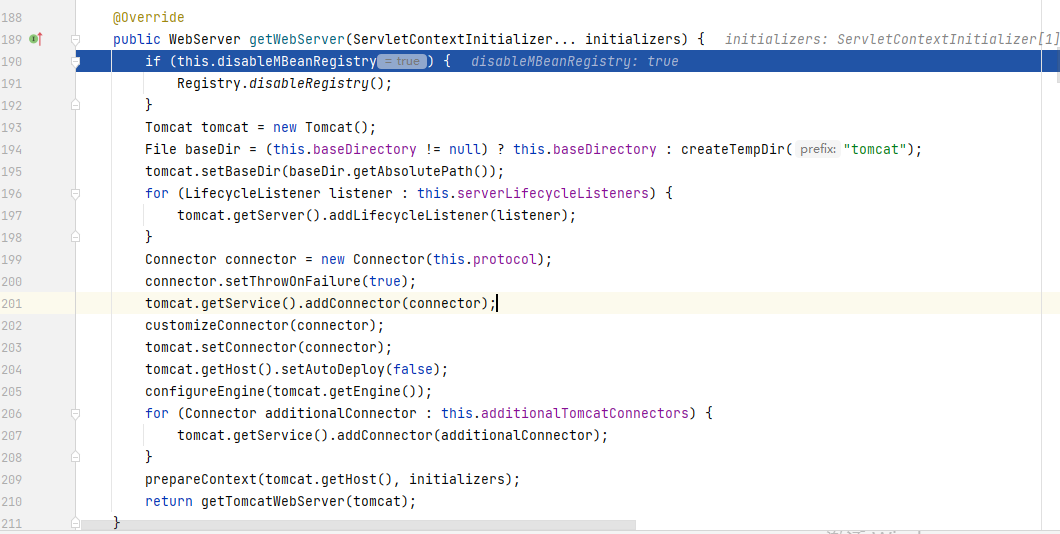 188 @Override
189 public WebServer getWebServer(ServletContextInitializer... initializers) { initializers: ServletContextInitializer[1]
190 if (this.disableMBeanRegistry = true ) { disableMBeanRegistry: true
191 Registry.disableRegistry();
192 }
193 Tomcat tomcat = new Tomcat();
194 File baseDir = (this.baseDirectory != null) ? this.baseDirectory : createTempDir( prefix: "tomcat");
195 tomcat.setBaseDir(baseDir.getAbsolutePath());
196 for (LifecycleListener listener : this.serverLifecycleListeners) {
197 tomcat.getServer().addLifecycleListener(listener);
198 }
199 Connector connector = new Connector(this.protocol);
200 connector.setThrowOnFailure(true);
201 tomcat.getService().addConnector(connector);
202 customizeConnector(connector);
203 tomcat.setConnector(connector);
204 tomcat.getHost().setAutoDeploy(false);
205 configureEngine(tomcat.getEngine());
206 for (Connector additionalConnector : this.additionalTomcatConnectors) {
207 tomcat.getService().addConnector(additionalConnector);
208 }
209 prepareContext(tomcat.getHost(), initializers);
210 return getTomcatWebServer(tomcat);
211 }